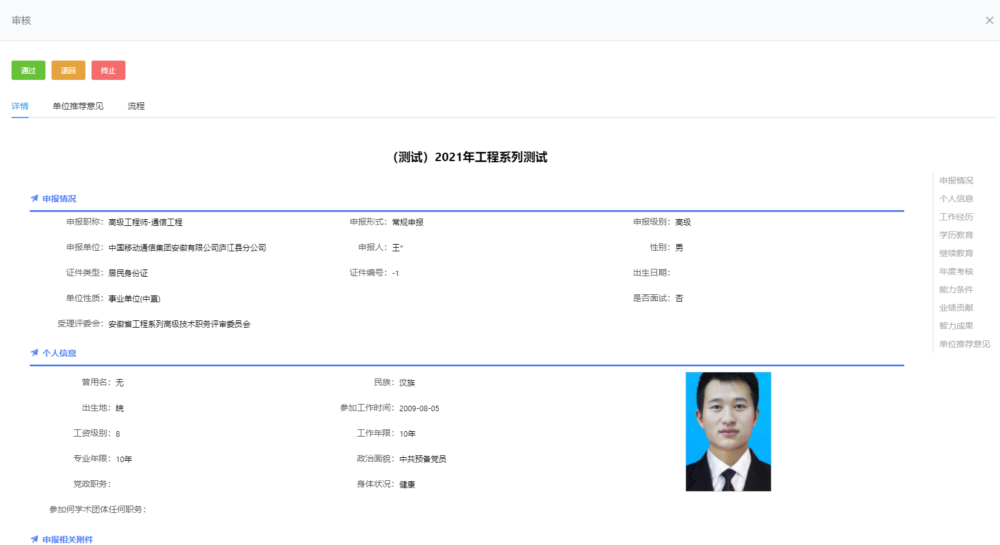 审核
通过 退回 终止
详情 单位推荐意见 流程
（测试）2021年工程系列测试
申报情况
申报职称： 高级工程师-通信工程 申报形式： 常规申报 申报级别： 高级
申报单位： 中国移动通信集团安徽有限公司庐江县分公司 申报人： 王* 性别： 男
证件类型： 居民身份证 证件编号： -1 出生日期：
单位性质： 事业单位(中直) 是否面试： 否
受理评委会： 安徽省工程系列高级技术职务评审委员会
个人信息
曾用名： 无 民族： 汉族
出生地： 皖 参加工作时间： 2009-08-05
工资级别： 8 工作年限： 10年
专业年限： 10年 政治面貌： 中共预备党员
党政职务： 身体状况： 健康
参加何学术团体任何职务：
申报相关附件
申报情况
个人信息
工作经历
学历教育
继续教育
年度考核
能力条件
业绩贡献
智力成果
单位推荐意见